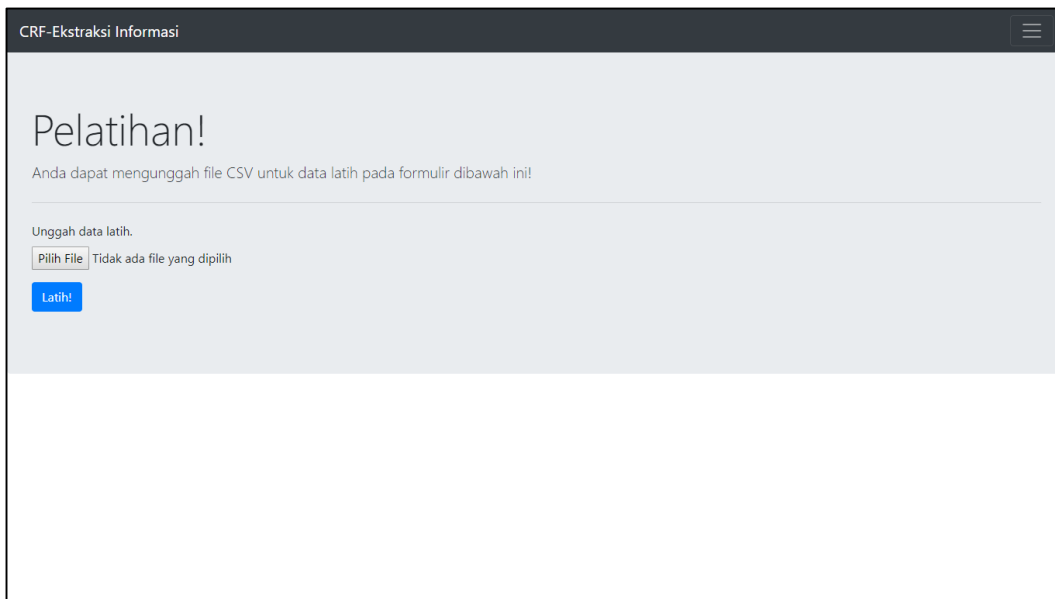 CRF-Ekstraksi Informasi
Pelatihan!
Anda dapat mengunggah file CSV untuk data latih pada formulir dibawah ini!
Unggah data latih.
Pilih File Tidak ada file yang dipilih
Latih!